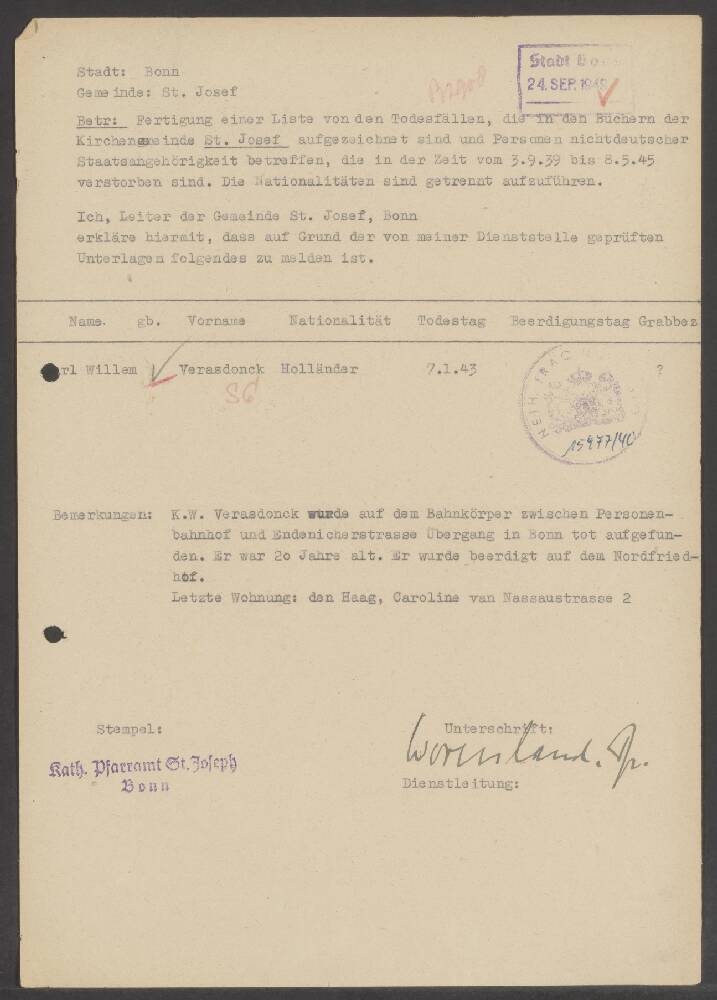 Stadt: Bonn
Gemeinde: St. Josef
Stadt Bo
24. SEP. 1949
Betr: Fertigung einer Liste von den Todesfällen, die in den Büchern der
Kirchengemeinde St. Josef aufgezeichnet sind und Personen nichtdeutscher
Staatsangehörigkeit betreffen, die in der Zeit vom 3.9.39 bis 8.5.45
verstorben sind. Die Nationalitäten sind getrennt aufzuführen.
Ich, Leiter der Gemeinde St. Josef, Bonn
erkläre hiermit, dass auf Grund der von meiner Dienststelle geprüften
Unterlagen folgendes zu melden ist.
Name. gb. Vorname Nationalität Todestag Beerdigungstag Grabbez
rl Willem Verasdonck Holländer 7.1.43 ?
S6
15977/40
Bemerkungen: K.W. Verasdonck wurde auf dem Bahnkörper zwischen Personen-
bahnhof und Endenicherstrasse Übergang in Bonn tot aufgefun-
den. Er war 2o Jahre alt. Er wurde beerdigt auf dem Nordfried-
hof.
Letzte Wohnung: den Haag, Caroline van Nassaustrasse 2
Stempel:
Unterschrift:
Kath. Pfarramt St. Joseph
Bonn
Dienstleitung: